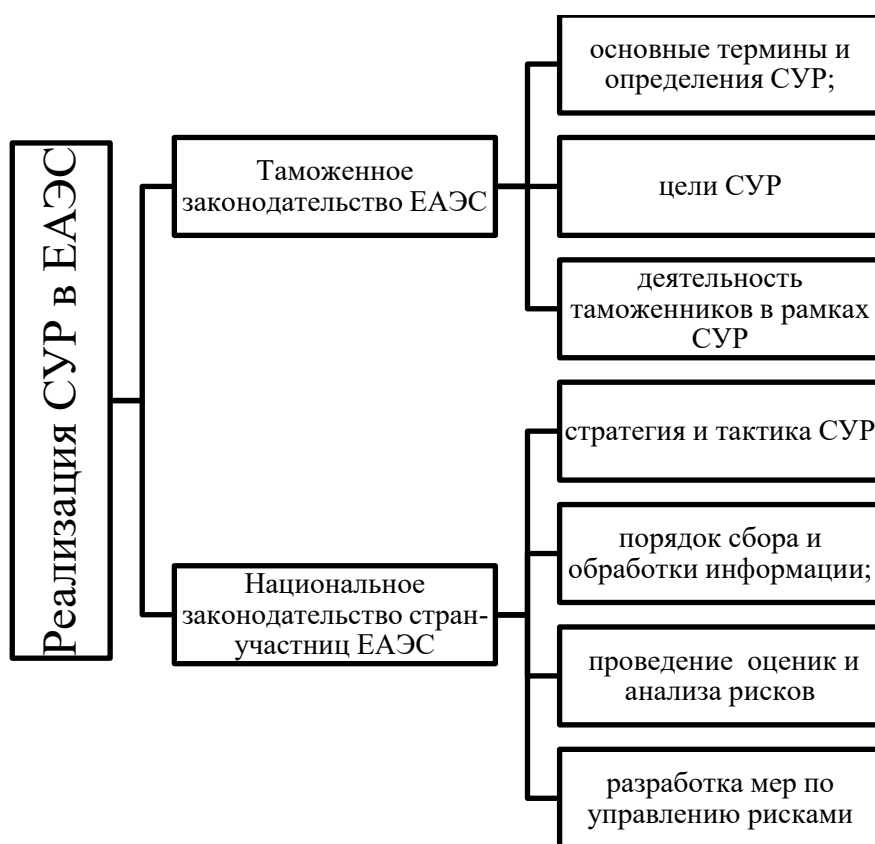 Реализация СУР в ЕАЭС
Таможенное
законодательство ЕАЭС
основные термины и
определения СУР;
цели СУР
деятельность
таможенников в рамках
СУР
Национальное
законодательство стран-
участниц ЕАЭС
стратегия и тактика СУР
порядок сбора и
обработки информации;
проведение оценик и
анализа рисков
разработка мер по
управлению рисками